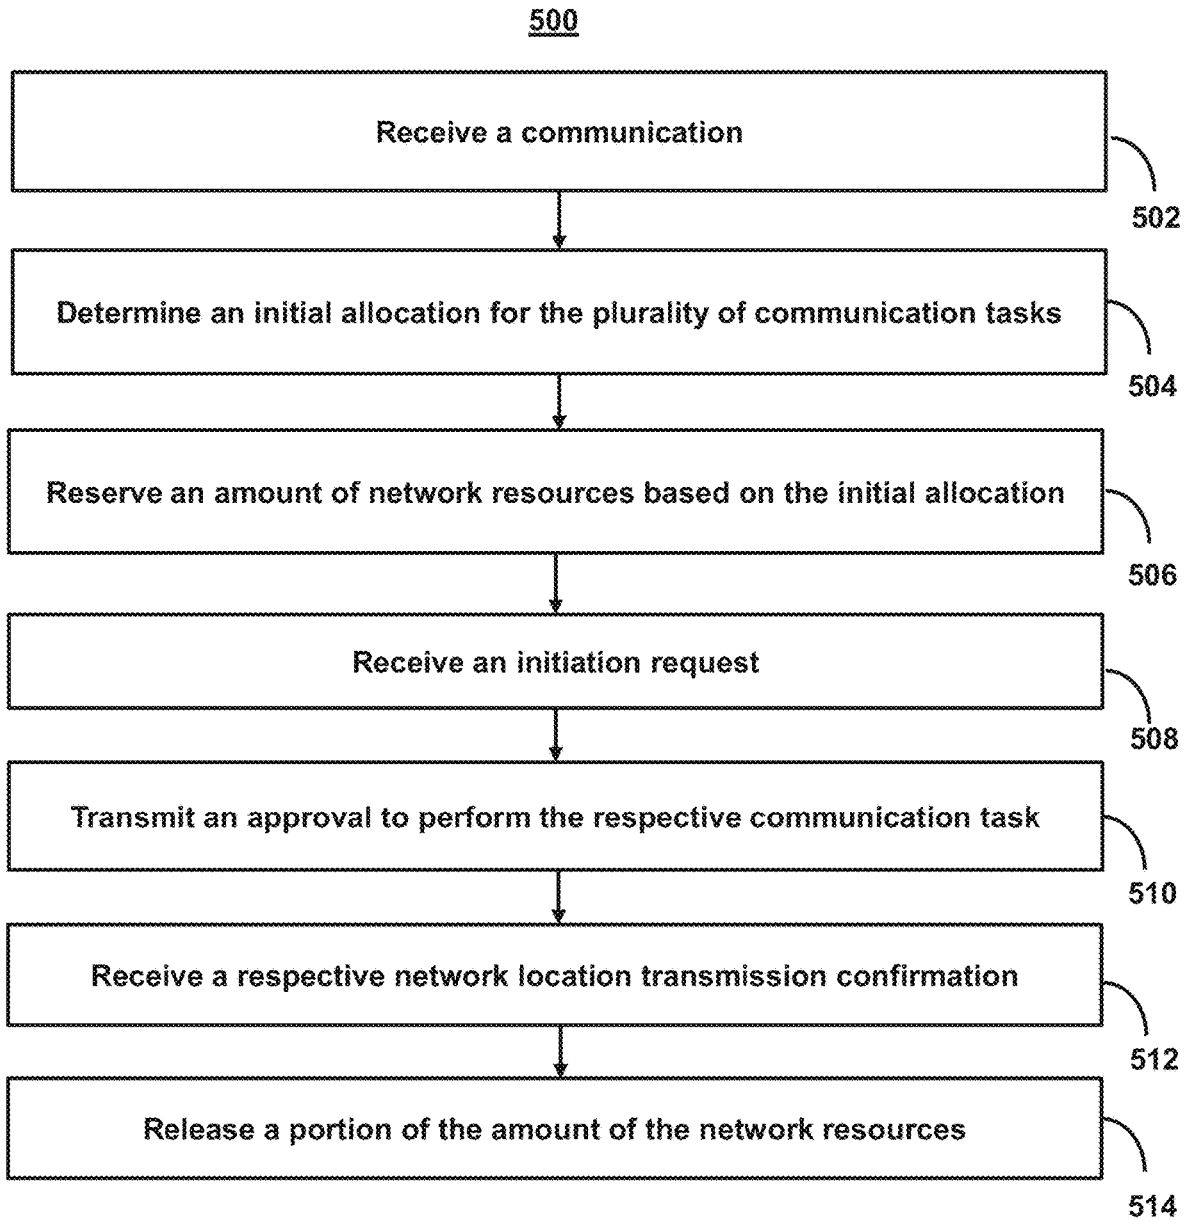 500
Receive a communication
502
Determine an initial allocation for the plurality of communication tasks
504
Reserve an amount of network resources based on the initial allocation
506
Receive an initiation request
508
Transmit an approval to perform the respective communication task
510
Receive a respective network location transmission confirmation
512
Release a portion of the amount of the network resources
514